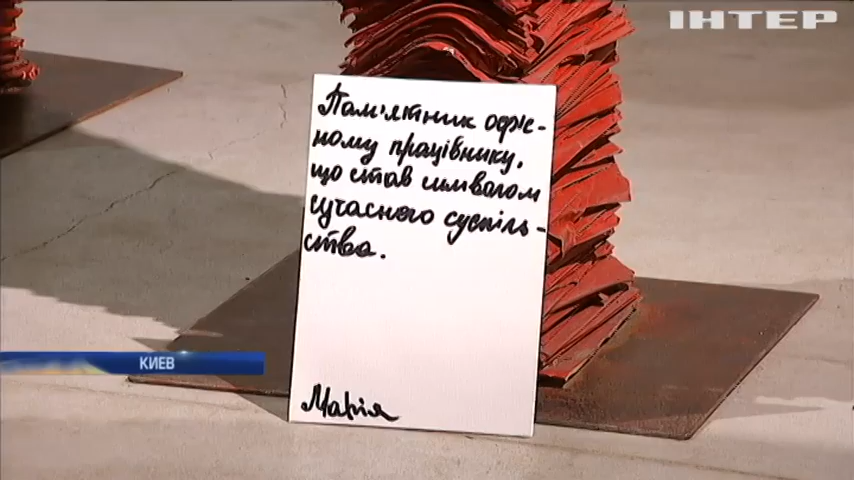 ІНТЕР
Пам'ятник офіс-
ному працівнику,
що став символом
сучасного суспіль-
ства.
Марія
КИЕВ